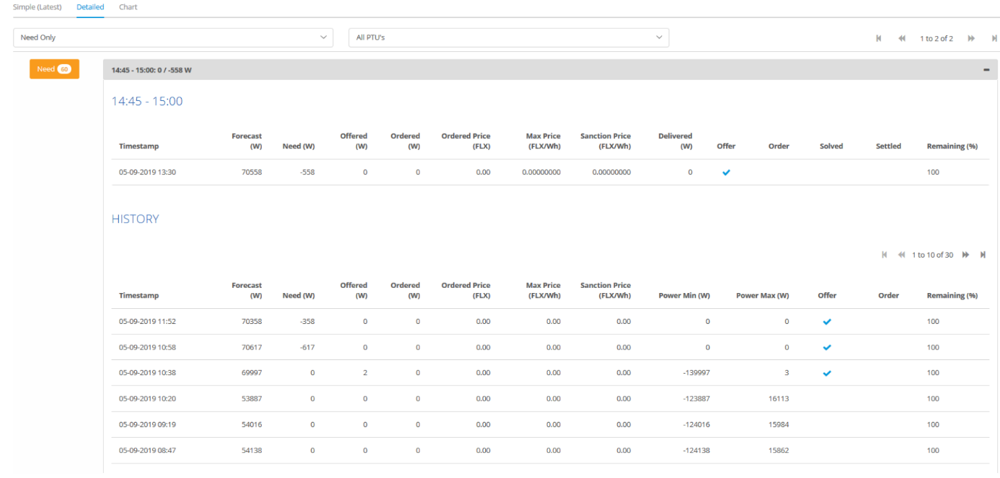 Simple (Latest) Detailed Chart
Need Only All PTU's 1 to 2 of 2
Need 60 14:45 - 15:00: 0 / -558 W
14:45 - 15:00
Forecast Offered Ordered Ordered Price Max Price Sanction Price Delivered
Timestamp (W) Need (W) (W) (W) (FLX) (FLX/Wh) (FLX/Wh) (W) Offer Order Solved Settled Remaining (%)
05-09-2019 13:30 70558 -558 0 0 0.00 0.00000000 0.00000000 0 100
HISTORY
1 to 10 of 30
Forecast Offered Ordered Ordered Price Max Price Sanction Price
Timestamp (W) Need (W) (W) (W) (FLX) (FLX/Wh) (FLX/Wh) Power Min (W) Power Max (W) Offer Order Remaining (%)
05-09-2019 11:52 70358 -358 0 0 0.00 0.00 0.00 0 0 100
05-09-2019 10:58 70617 -617 0 0 0.00 0.00 0.00 0 0 100
05-09-2019 10:38 69997 0 2 0 0.00 0.00 0.00 -139997 3 100
05-09-2019 10:20 53887 0 0 0 0.00 0.00 0.00 -123887 16113 100
05-09-2019 09:19 54016 0 0 0 0.00 0.00 0.00 -124016 15984 100
05-09-2019 08:47 54138 0 0 0 0.00 0.00 0.00 -124138 15862 100